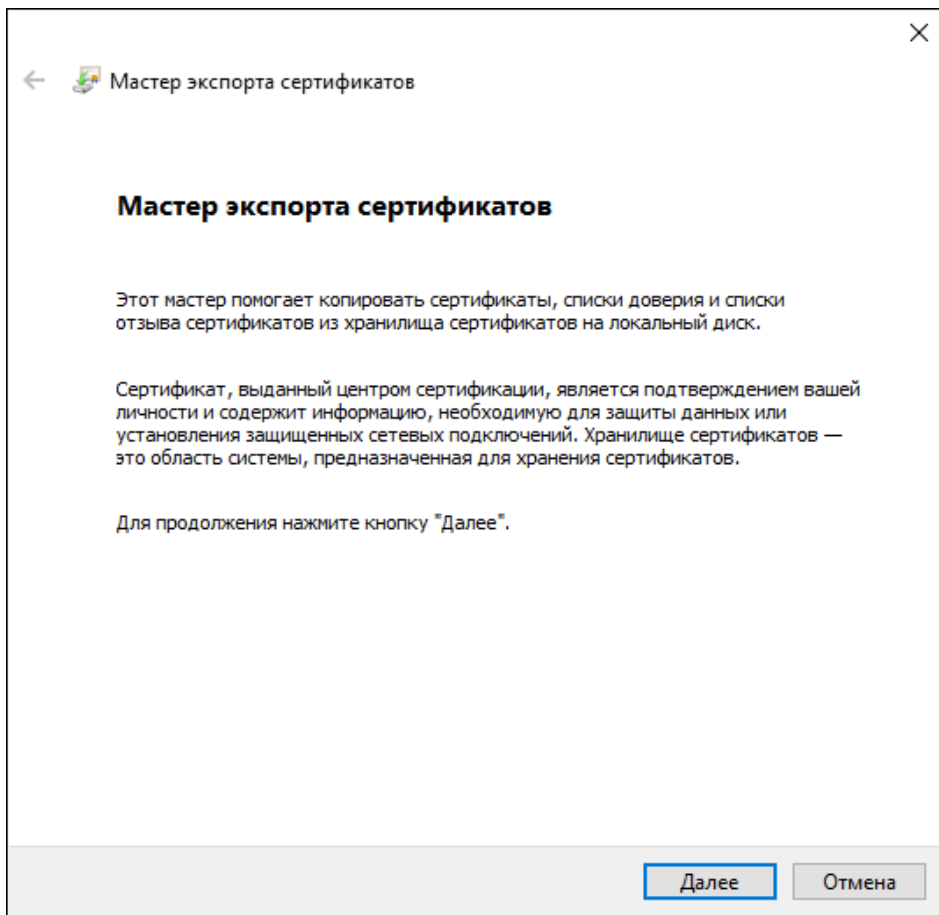 Мастер экспорта сертификатов
Мастер экспорта сертификатов
Этот мастер помогает копировать сертификаты, списки доверия и списки
отзыва сертификатов из хранилища сертификатов на локальный диск.
Сертификат, выданный центром сертификации, является подтверждением вашей
личности и содержит информацию, необходимую для защиты данных или
установления защищенных сетевых подключений. Хранилище сертификатов —
это область системы, предназначенная для хранения сертификатов.
Для продолжения нажмите кнопку "Далее".
Далее
Отмена